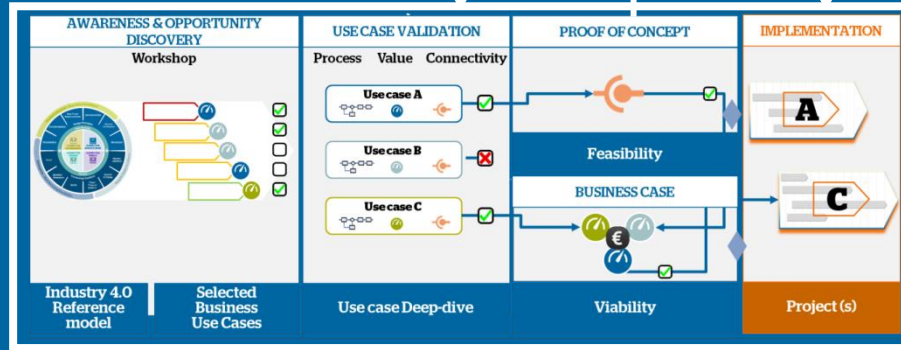 AWARENESS & OPPORTUNITY
DISCOVERY
Workshop
Industry 4.0
Reference
model
Selected
Business
Use Cases
USE CASE VALIDATION
Process Value Connectivity
Use case A
Use case B
Use case C
Use case Deep-dive
PROOF OF CONCEPT
Feasibility
BUSINESS CASE
€
Viability
IMPLEMENTATION
A
C
Project (s)